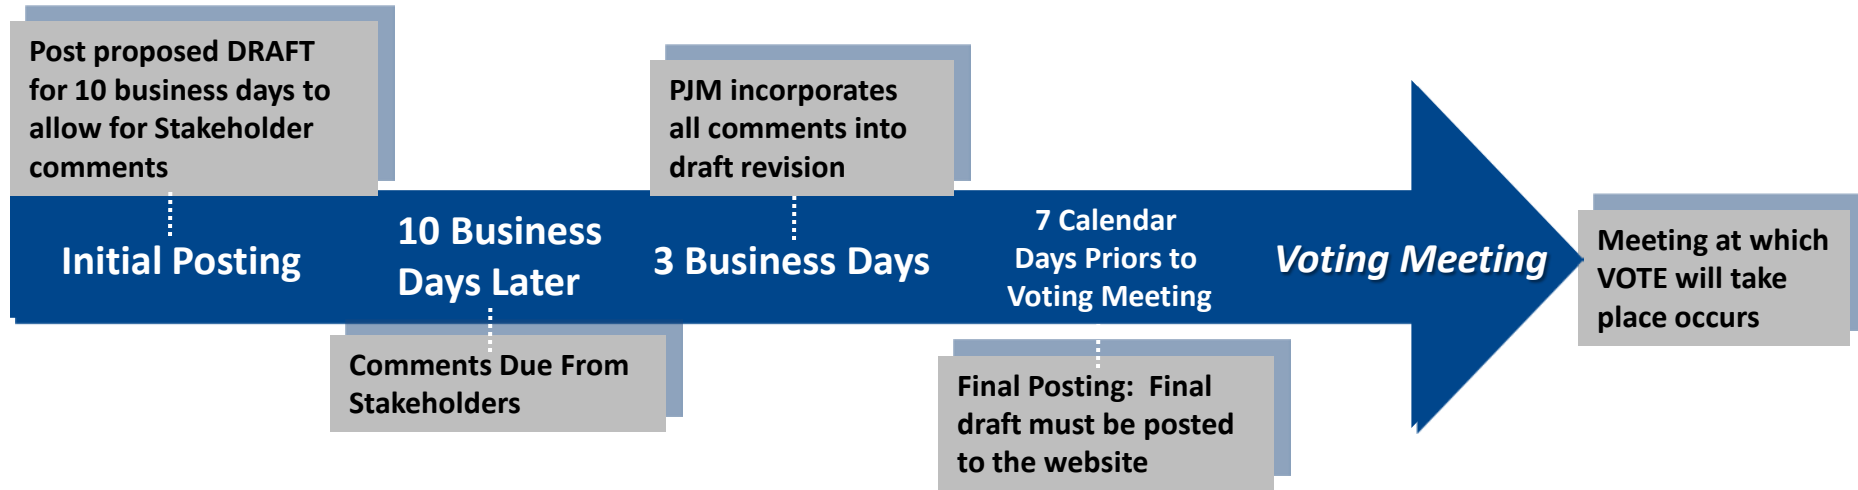 Post proposed DRAFT
for 10 business days to
allow for Stakeholder
comments
Initial Posting
10 Business
Days Later
Comments Due From
Stakeholders
PJM incorporates
all comments into
draft revision
3 Business Days
7 Calendar
Days Priors to
Voting Meeting
Final Posting:  Final
draft must be posted
to the website
Voting Meeting
Meeting at which
VOTE will take
place occurs